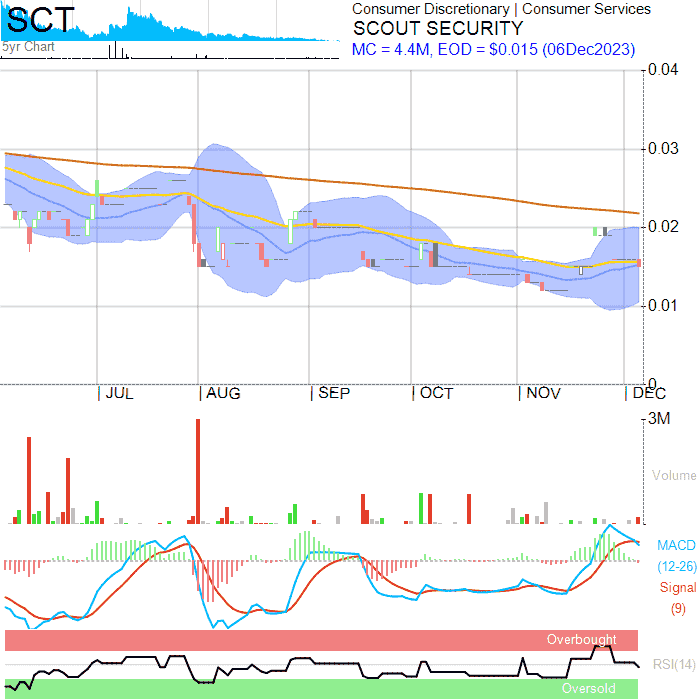 SCT
5yr Chart
Consumer Discretionary | Consumer Services
SCOUT SECURITY
MC = 4.4M, EOD = $0.015 (06Dec2023)
0.04
0.03
0.02
0.01
0
JUL
AUG
SEP
OCT
NOV
DEC
3M
Volume
MACD
(12-26)
Signal
(9)
Overbought
RSI(14)
Oversold